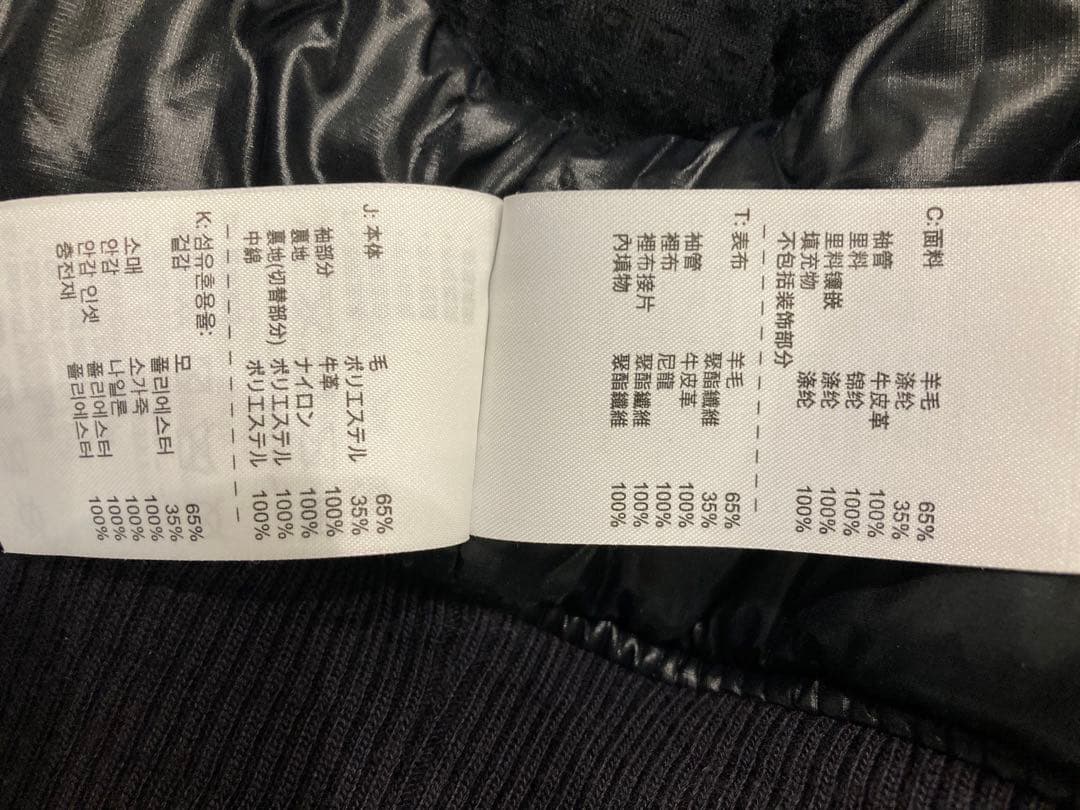 C: 面料 羊毛 65%
涤纶 35%
袖管 牛皮革 100%
里料 锦纶 100%
里料镶嵌 涤纶 100%
填充物 涤纶 100%
不包括装饰部分
T: 表布 羊毛 65%
聚酯纖維 35%
袖管 牛皮革 100%
裡布 尼龍 100%
裡布接片 聚酯纖維 100%
內填物 聚酯纖維 100%
J: 本体 毛 65%
ポリエステル 35%
袖部分 牛革 100%
裏地 ナイロン 100%
裏地(切替部分) ポリエステル 100%
中綿 ポリエステル 100%
K: 섬유혼용율:
겉감 모 65%
폴리에스터 35%
소매 소가죽 100%
안감 나일론 100%
안감 인셋 폴리에스터 100%
충전재 폴리에스터 100%